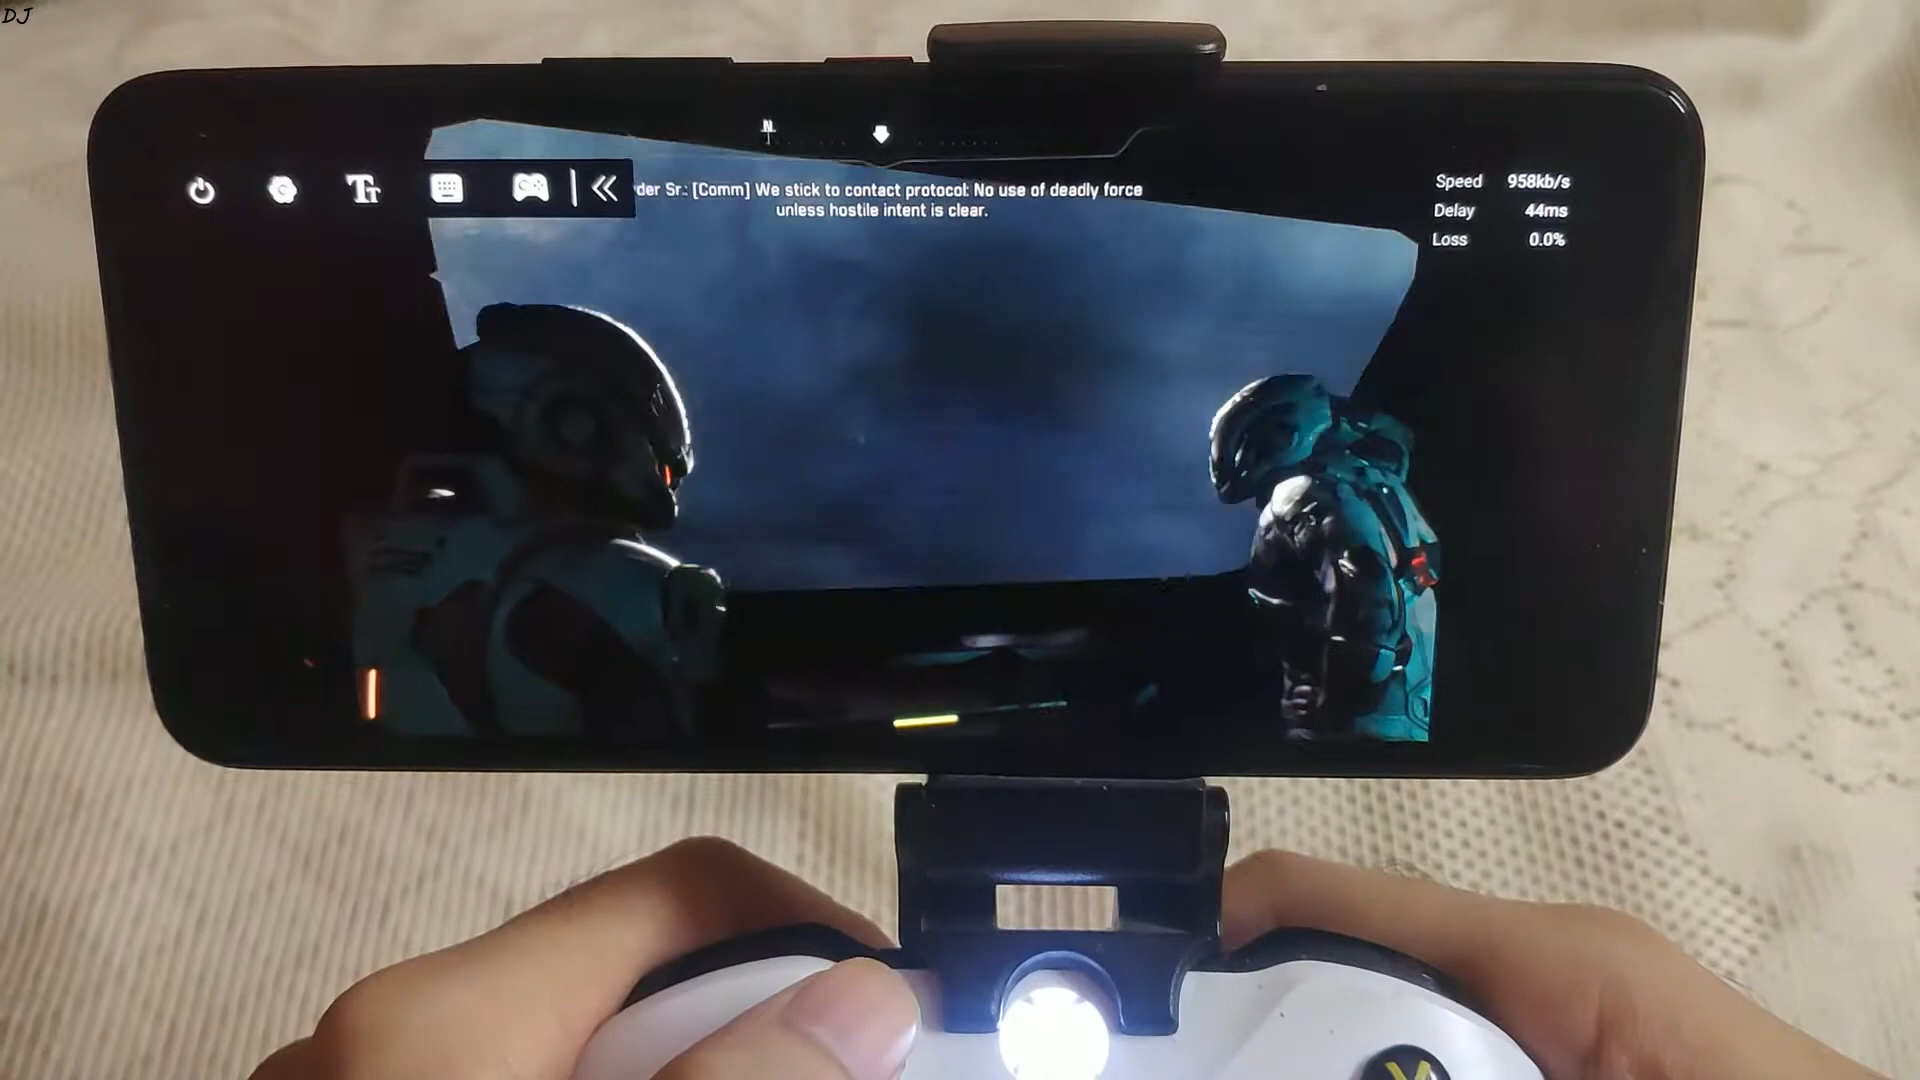 DJ
N
Tт
der Sr.: [Comm] We stick to contact protocol: No use of deadly force
unless hostile intent is clear.
Speed 958kb/s
Delay 44ms
Loss 0.0%
Y